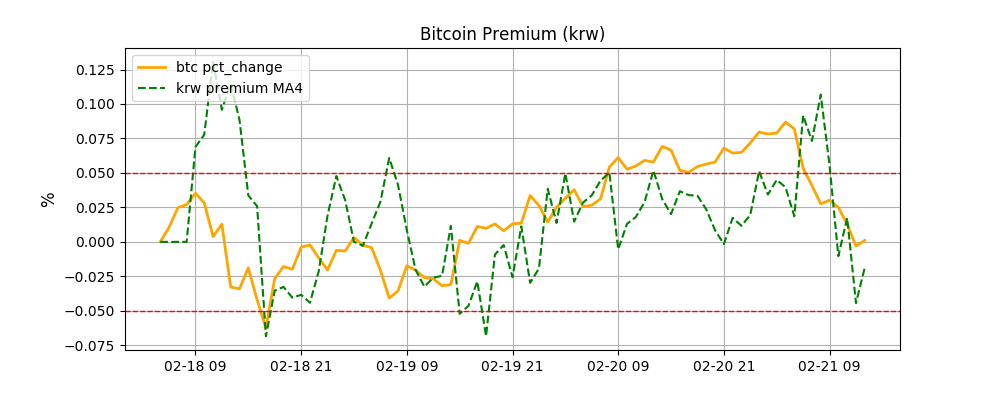 Bitcoin Premium (krw)
btc pct_change
krw premium MA4
%
0.125
0.100
0.075
0.050
0.025
0.000
−0.025
−0.050
−0.075
02-18 09 02-18 21 02-19 09 02-19 21 02-20 09 02-20 21 02-21 09